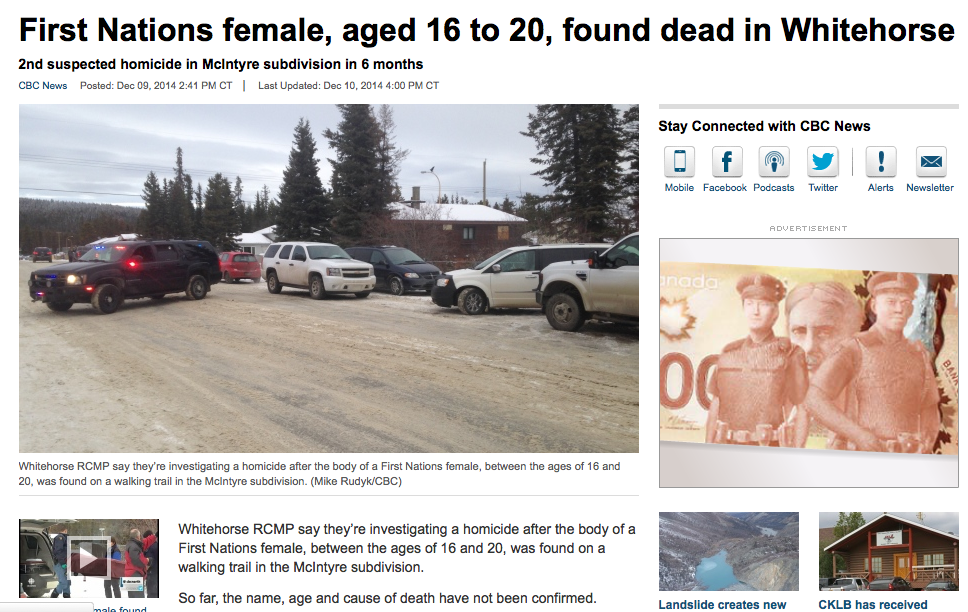 First Nations female, aged 16 to 20, found dead in Whitehorse
2nd suspected homicide in McIntyre subdivision in 6 months
CBC News Posted: Dec 09, 2014 2:41 PM CT | Last Updated: Dec 10, 2014 4:00 PM CT
Whitehorse RCMP say they're investigating a homicide after the body of a First Nations female, between the ages of 16 and
20, was found on a walking trail in the McIntyre subdivision. (Mike Rudyk/CBC)
Whitehorse RCMP say they're investigating a homicide after the body of a
First Nations female, between the ages of 16 and 20, was found on a
walking trail in the McIntyre subdivision.
So far, the name, age and cause of death have not been confirmed.
male found
Stay Connected with CBC News
Mobile Facebook Podcasts Twitter Alerts Newsletter
ADVERTISEMENT
anada
00
BANK
Landslide creates new
CKLB has received